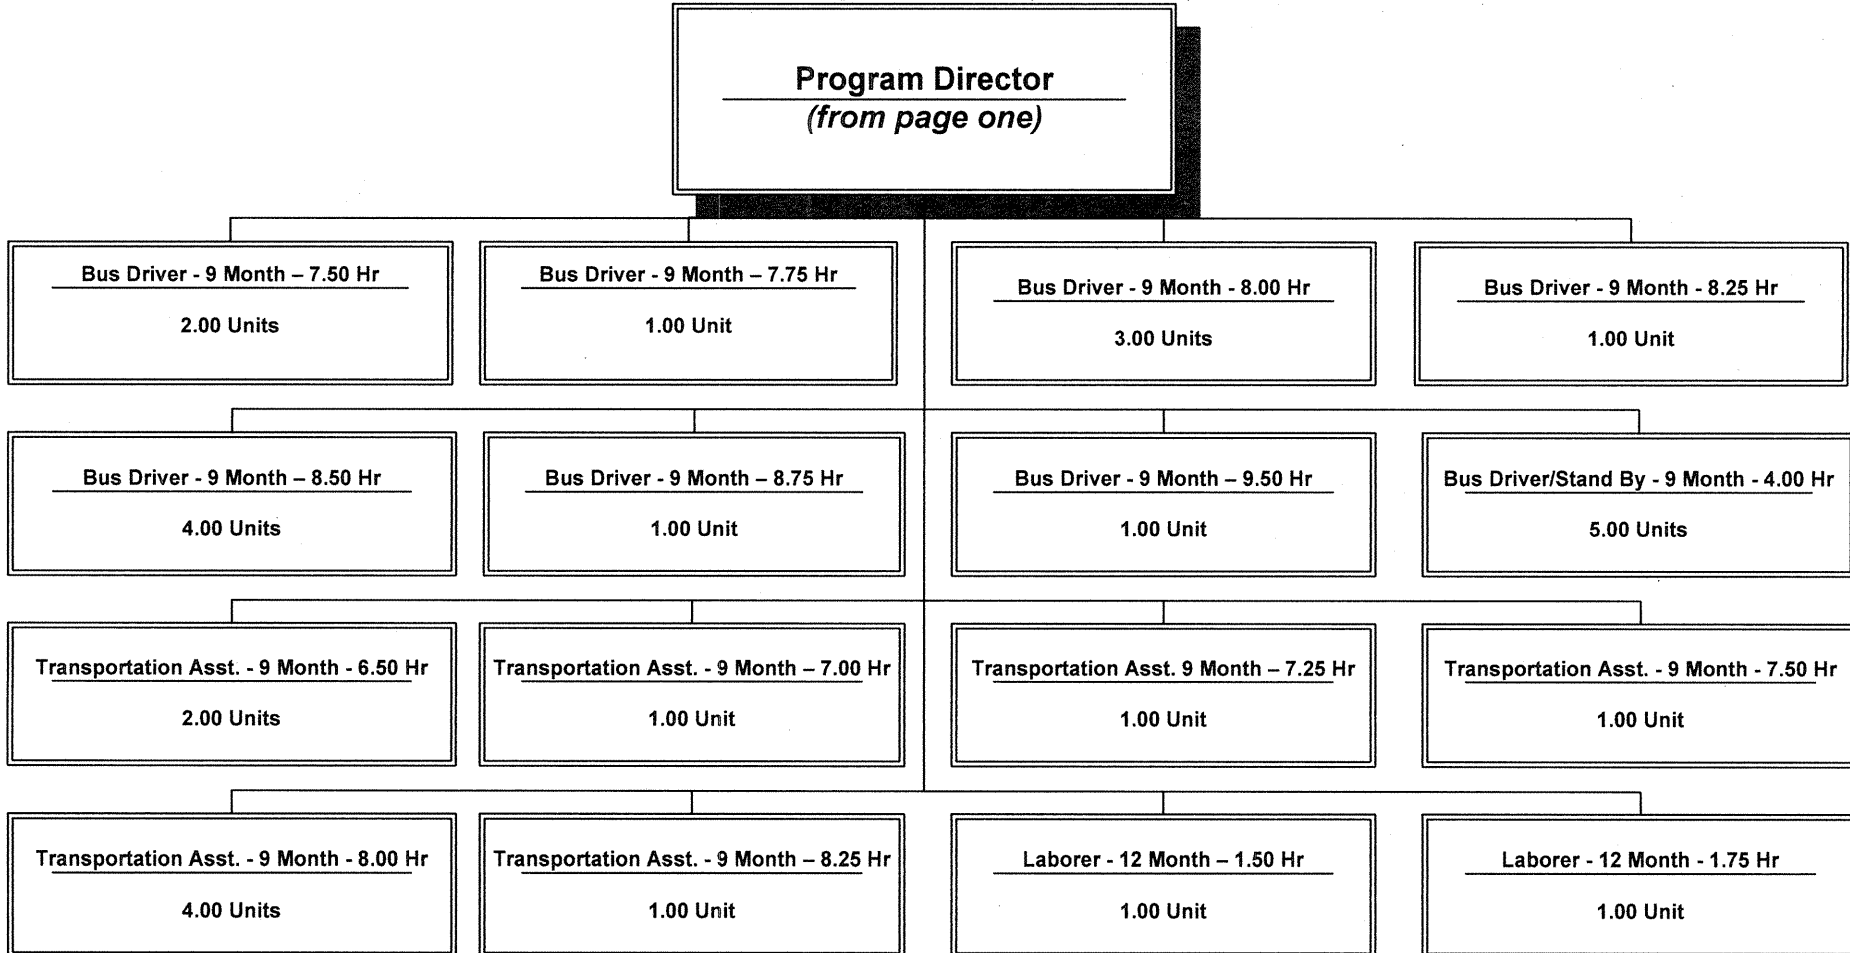 Program Director
(from page one)
Bus Driver - 9 Month – 7.50 Hr
2.00 Units
Bus Driver - 9 Month – 7.75 Hr
1.00 Unit
Bus Driver - 9 Month - 8.00 Hr
3.00 Units
Bus Driver - 9 Month - 8.25 Hr
1.00 Unit
Bus Driver - 9 Month – 8.50 Hr
4.00 Units
Bus Driver - 9 Month – 8.75 Hr
1.00 Unit
Bus Driver - 9 Month – 9.50 Hr
1.00 Unit
Bus Driver/Stand By - 9 Month - 4.00 Hr
5.00 Units
Transportation Asst. - 9 Month - 6.50 Hr
2.00 Units
Transportation Asst. - 9 Month – 7.00 Hr
1.00 Unit
Transportation Asst. 9 Month – 7.25 Hr
1.00 Unit
Transportation Asst. - 9 Month - 7.50 Hr
1.00 Unit
Transportation Asst. - 9 Month - 8.00 Hr
4.00 Units
Transportation Asst. - 9 Month – 8.25 Hr
1.00 Unit
Laborer - 12 Month – 1.50 Hr
1.00 Unit
Laborer - 12 Month - 1.75 Hr
1.00 Unit